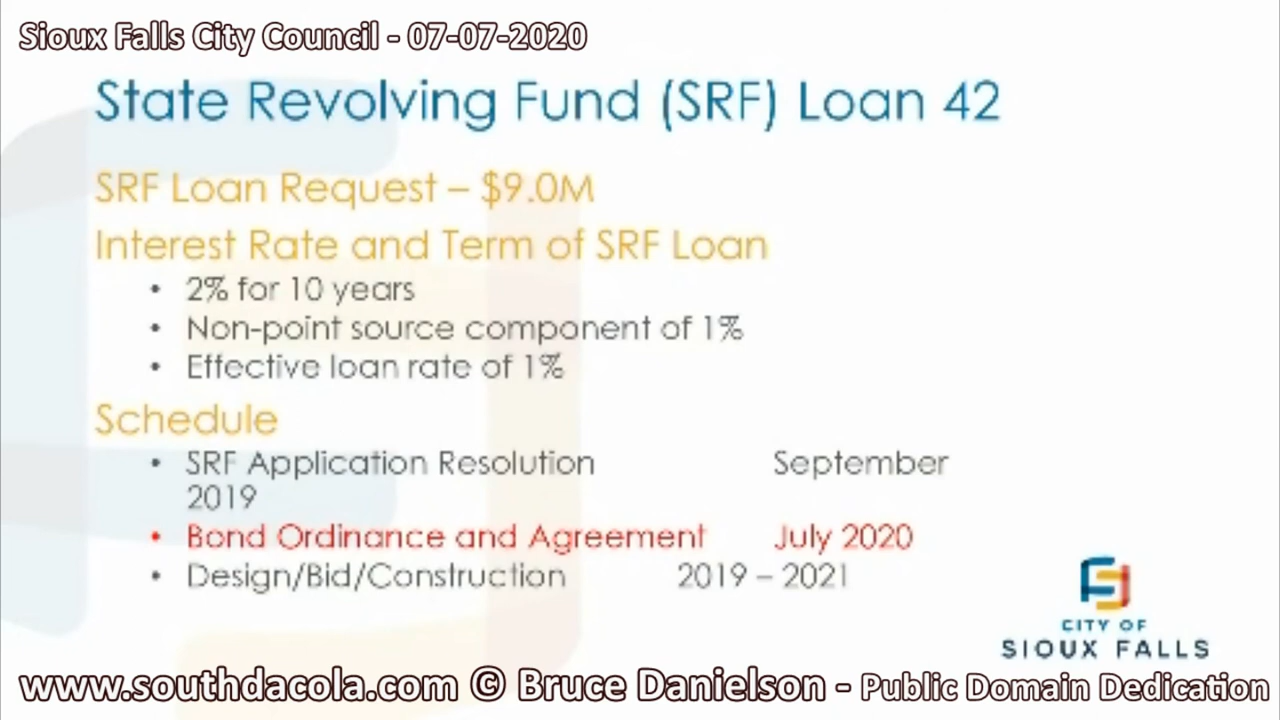 Sioux Falls City Council - 07-07-2020
State Revolving Fund (SRF) Loan 42
SRF Loan Request – $9.0M
Interest Rate and Term of SRF Loan
• 2% for 10 years
• Non-point source component of 1%
• Effective loan rate of 1%
Schedule
• SRF Application Resolution September
2019
• Bond Ordinance and Agreement July 2020
• Design/Bid/Construction 2019 – 2021
CITY OF
SIOUX FALLS
www.southdacola.com © Bruce Danielson - Public Domain Dedication